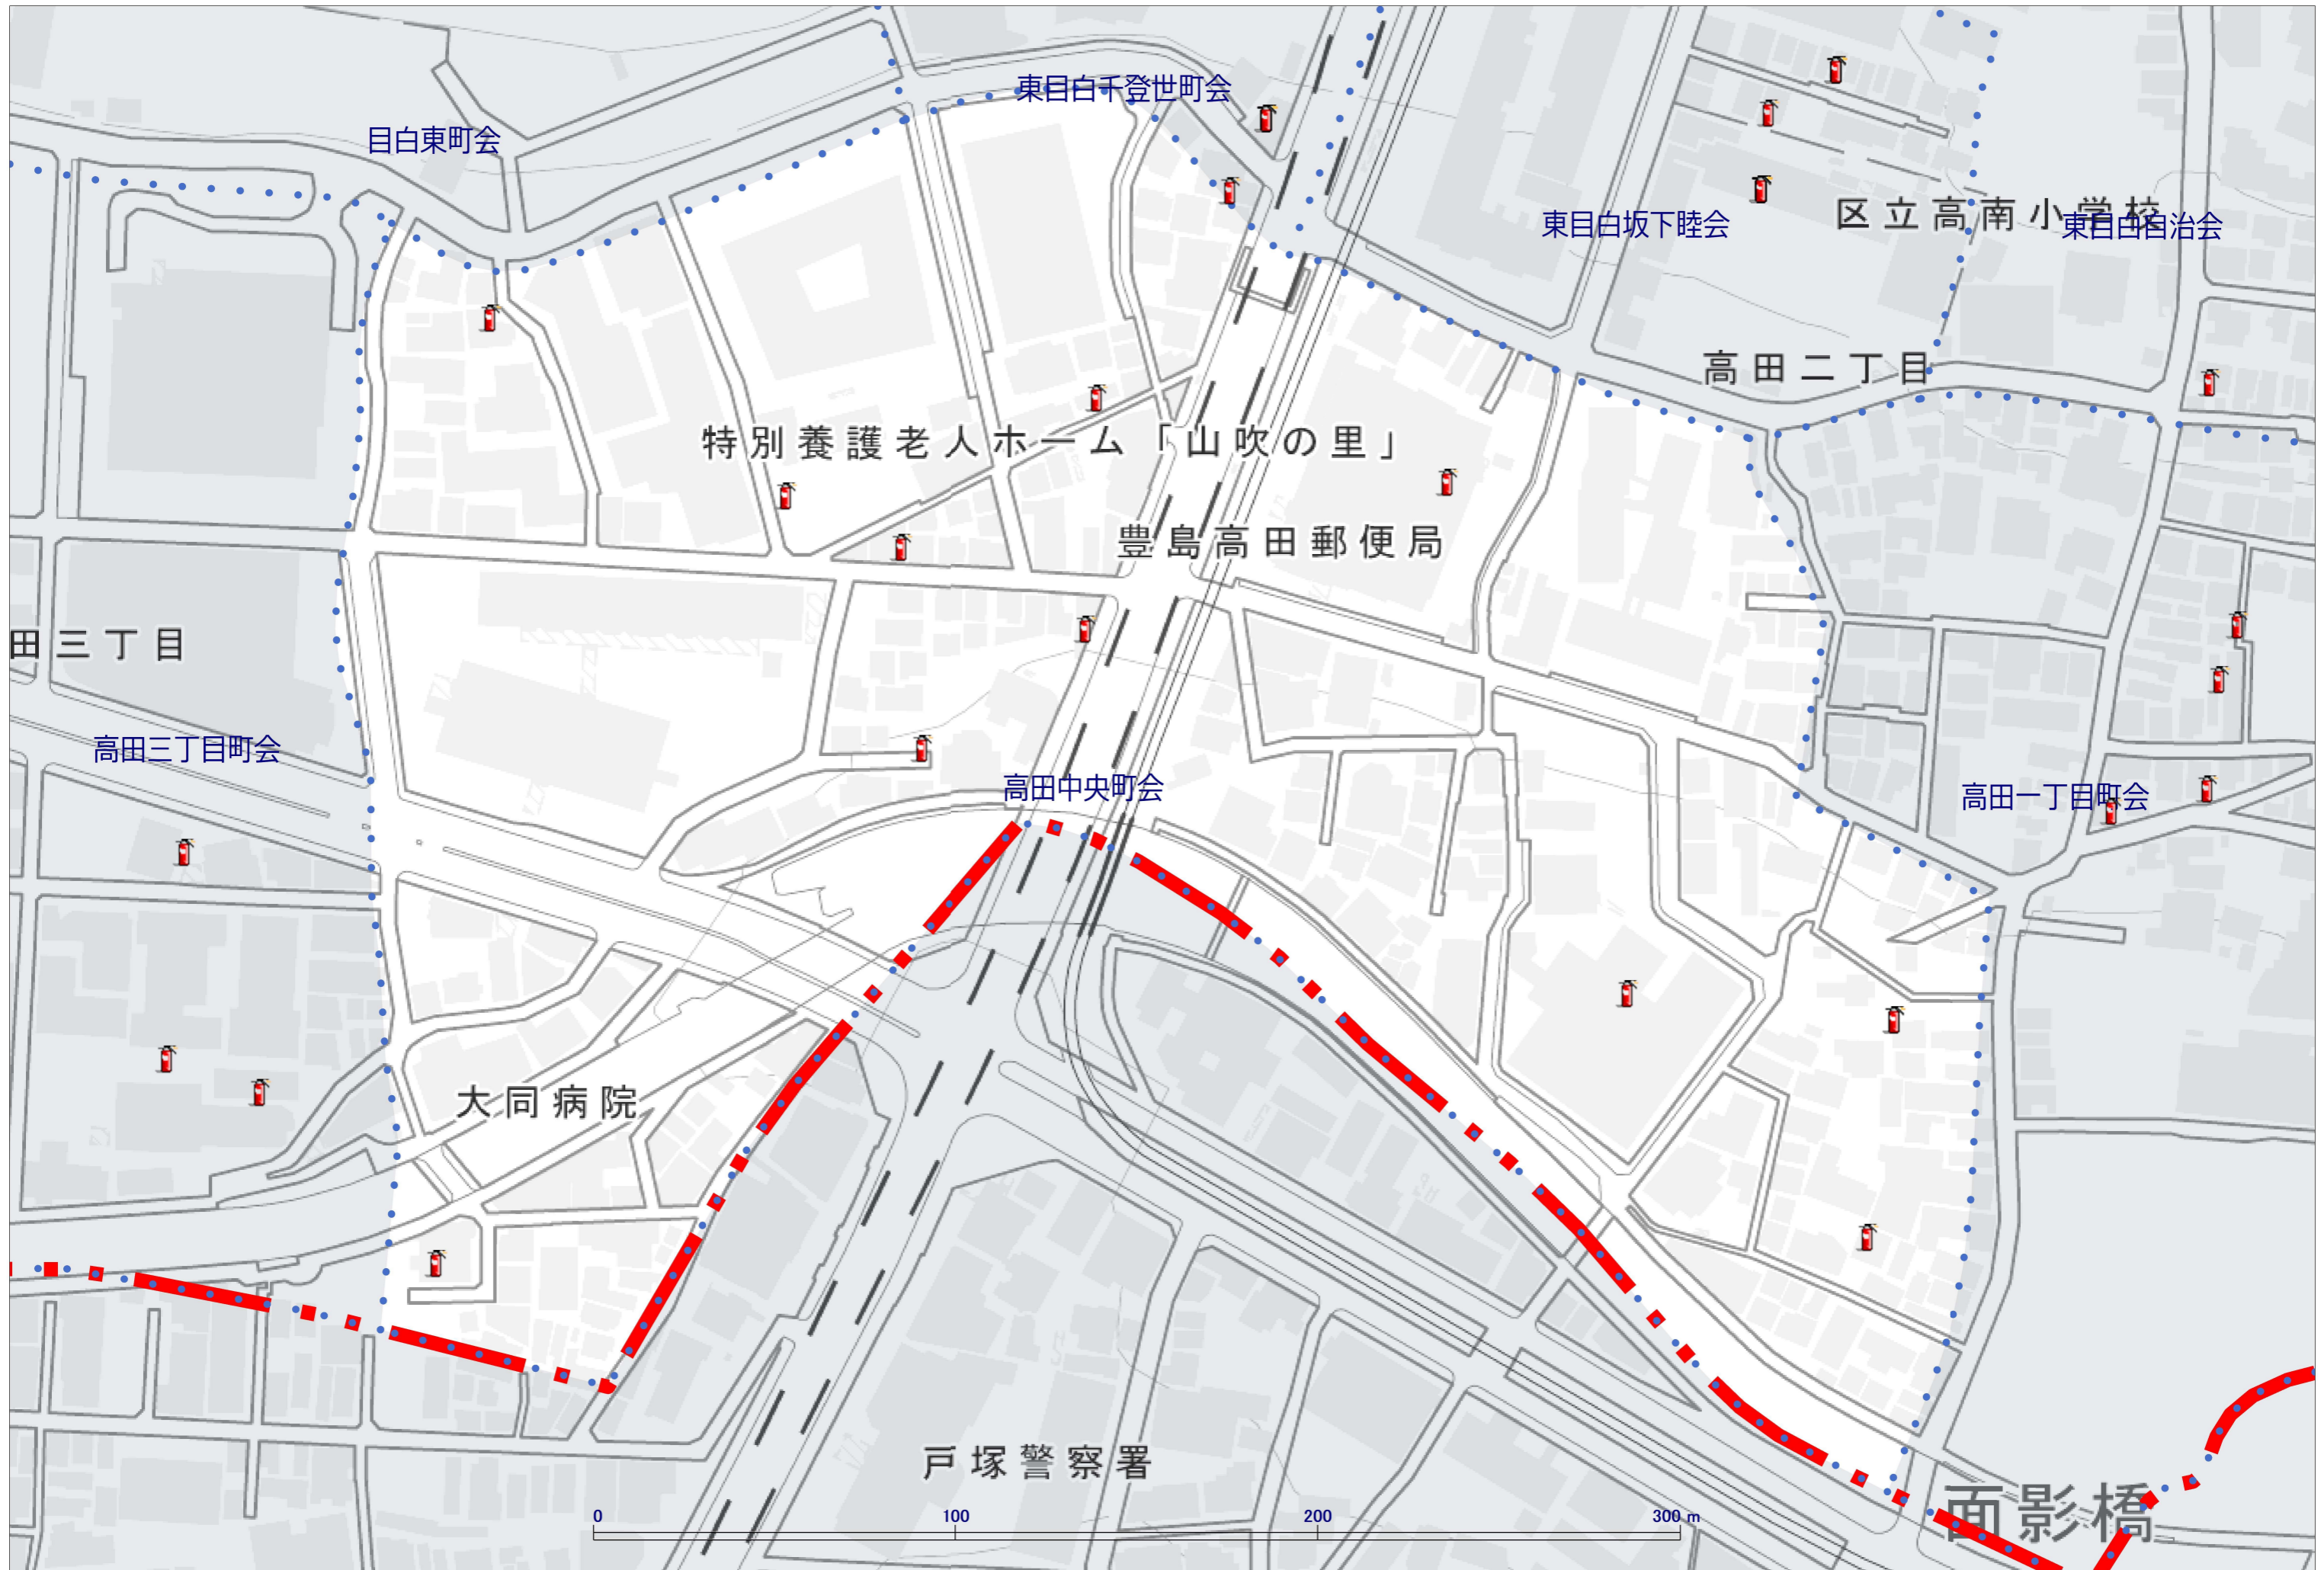 東目白千登世町会
目白東町会
区立高南小学校
東目白坂下睦会
東目白自治会
高田二丁目
特別養護老人ホーム「山吹の里」
豊島高田郵便局
田三丁目
高田三丁目町会
高田中央町会
高田一丁目町会
大同病院
戸塚警察署
面影橋
0 100 200 300 m